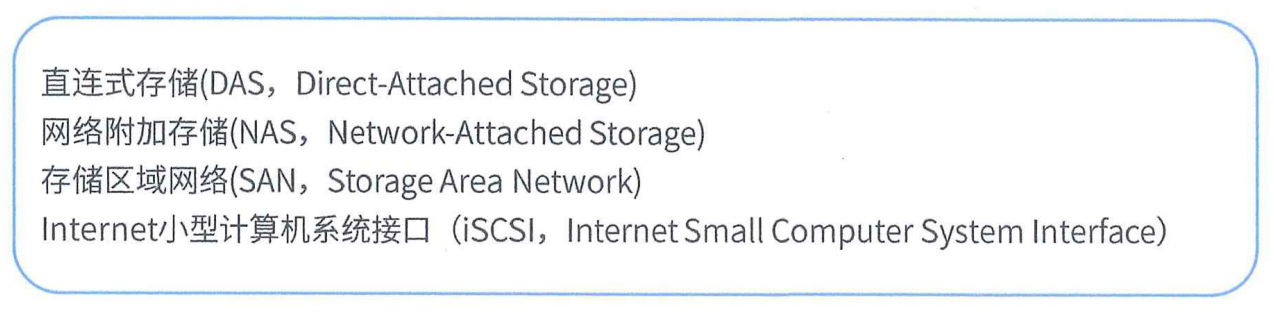 直连式存储(DAS，Direct-Attached Storage)
网络附加存储(NAS，Network-Attached Storage)
存储区域网络(SAN，Storage Area Network)
Internet小型计算机系统接口（iSCSI，Internet Small Computer System Interface）